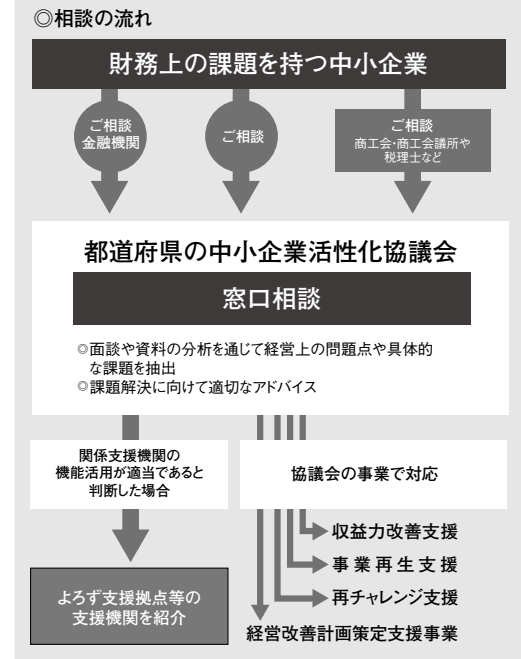 ◎相談の流れ
財務上の課題を持つ中小企業
ご相談
金融機関
ご相談
ご相談
商工会・商工会議所や
税理士など
都道府県の中小企業活性化協議会
窓口相談
◎面談や資料の分析を通じて経営上の問題点や具体的
な課題を抽出
◎課題解決に向けて適切なアドバイス
関係支援機関の
機能活用が適当であると
判断した場合
協議会の事業で対応
収益力改善支援
事業再生支援
再チャレンジ支援
経営改善計画策定支援事業
よろず支援拠点等の
支援機関を紹介